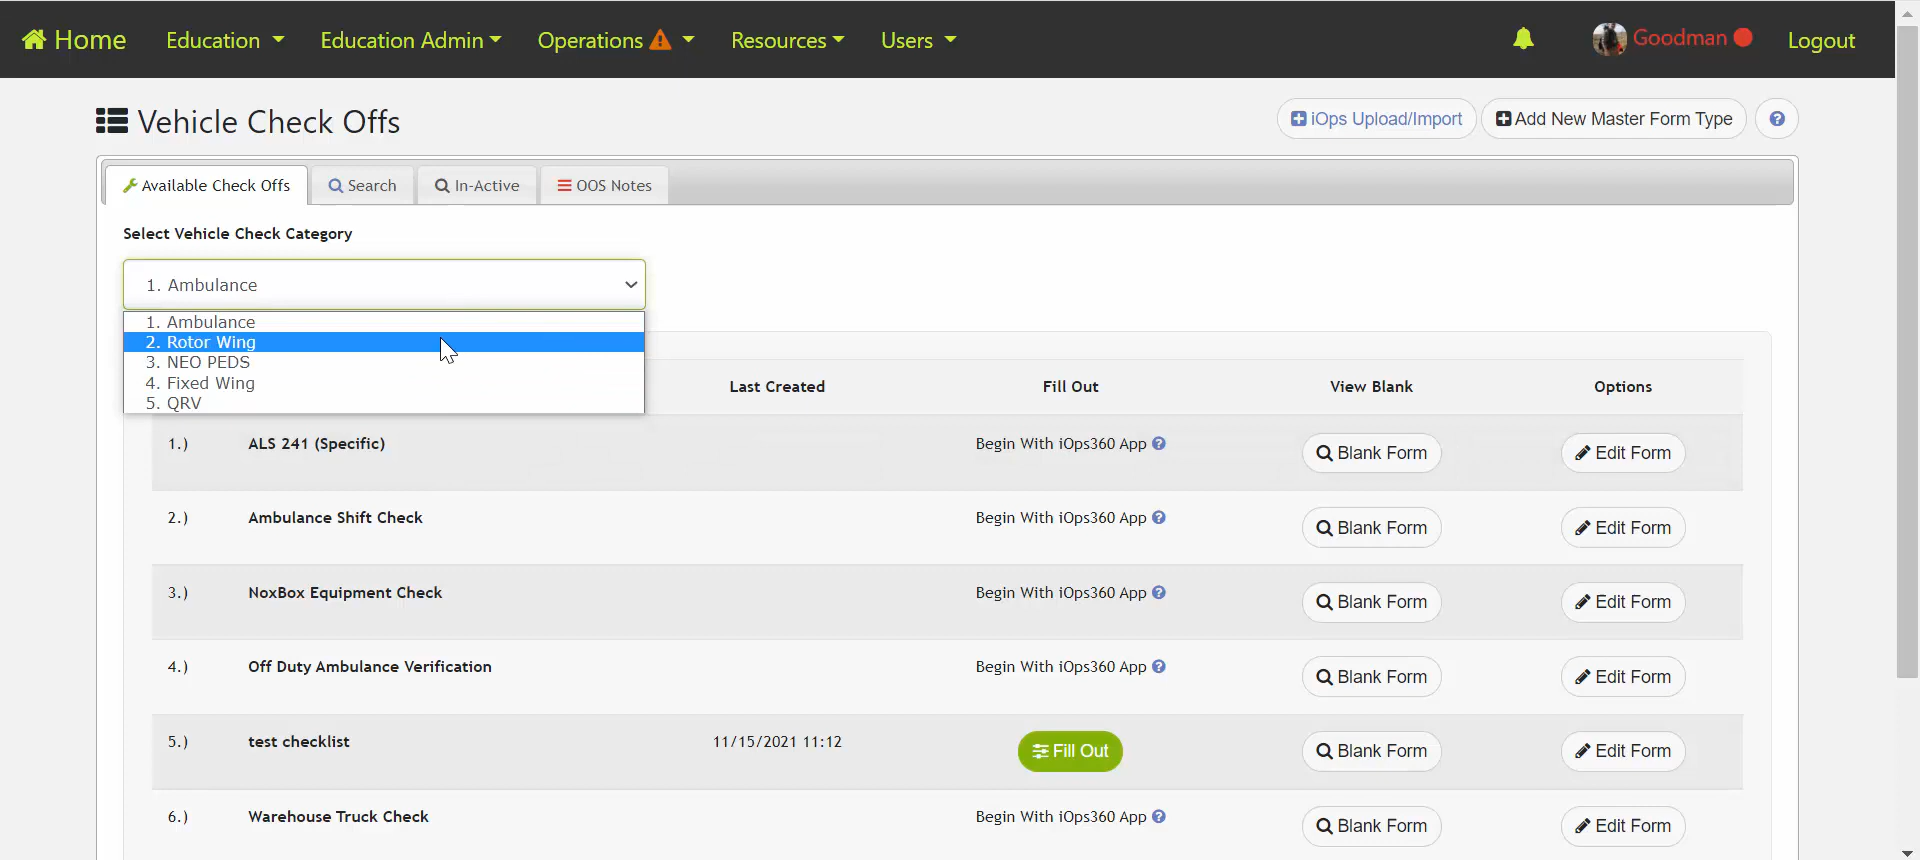 Home Education Education Admin Operations Resources Users Goodman Logout
Vehicle Check Offs
iOps Upload/Import Add New Master Form Type ?
Available Check Offs Search In-Active OOS Notes
Select Vehicle Check Category
1. Ambulance
1. Ambulance
2. Rotor Wing
3. NEO PEDS
4. Fixed Wing
5. QRV
Last Created Fill Out View Blank Options
1.) ALS 241 (Specific) Begin With iOps360 App ? Blank Form Edit Form
2.) Ambulance Shift Check Begin With iOps360 App ? Blank Form Edit Form
3.) NoxBox Equipment Check Begin With iOps360 App ? Blank Form Edit Form
4.) Off Duty Ambulance Verification Begin With iOps360 App ? Blank Form Edit Form
5.) test checklist 11/15/2021 11:12 Fill Out Blank Form Edit Form
6.) Warehouse Truck Check Begin With iOps360 App ? Blank Form Edit Form